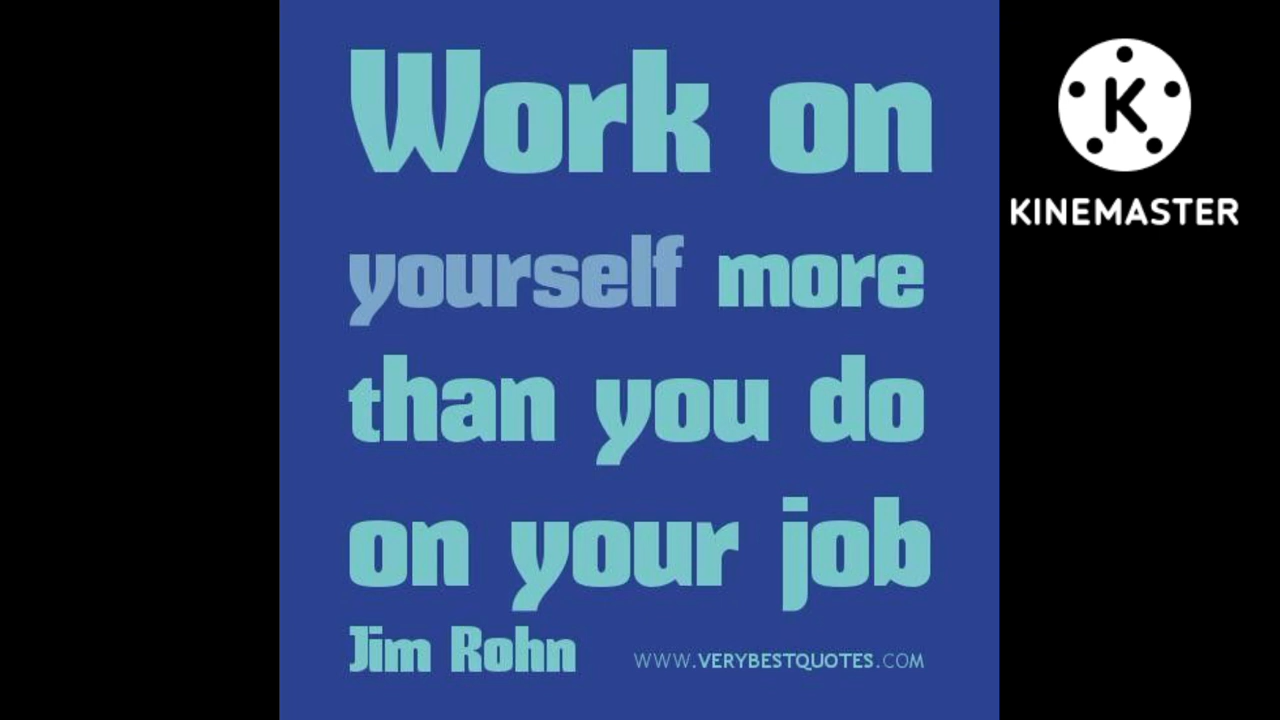 Work on
yourself more
than you do
on your job
Jim Rohn
WWW.VERYBESTQUOTES.COM
K
KINEMASTER